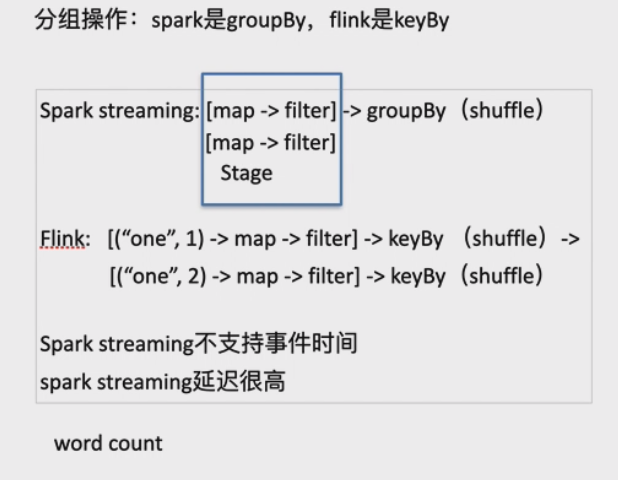 分组操作：spark是groupBy，flink是keyBy
Spark streaming: [map -> filter] -> groupBy（shuffle）
[map -> filter]
Stage
Flink: [(“one”, 1) -> map -> filter] -> keyBy （shuffle）->
[(“one”, 2) -> map -> filter] -> keyBy（shuffle）
Spark streaming不支持事件时间
spark streaming延迟很高
word count